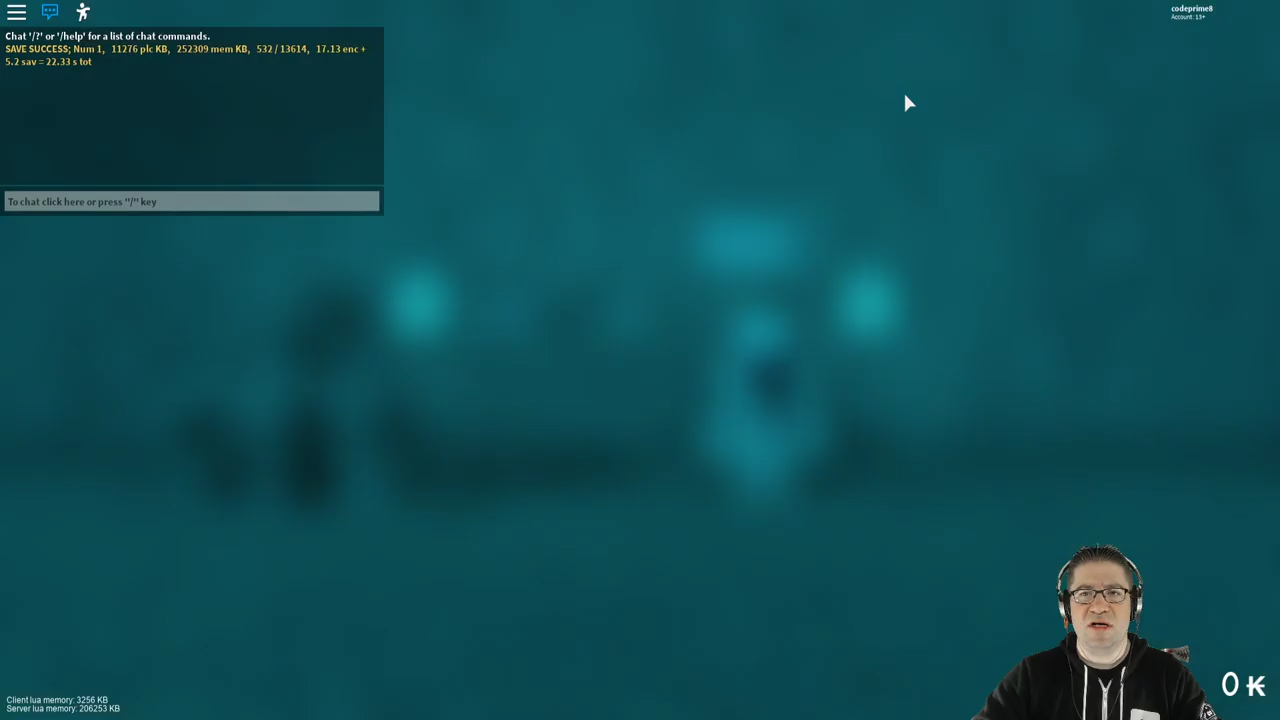 codeprime8
Account: 13+
Chat '/?' or '/help' for a list of chat commands.
SAVE SUCCESS; Num 1, 11276 plc KB, 252309 mem KB, 532 / 13614, 17.13 enc +
5.2 sav = 22.33 s tot
To chat click here or press "/" key
Client lua memory: 3256 KB
Server lua memory: 206253 KB
0 ₭